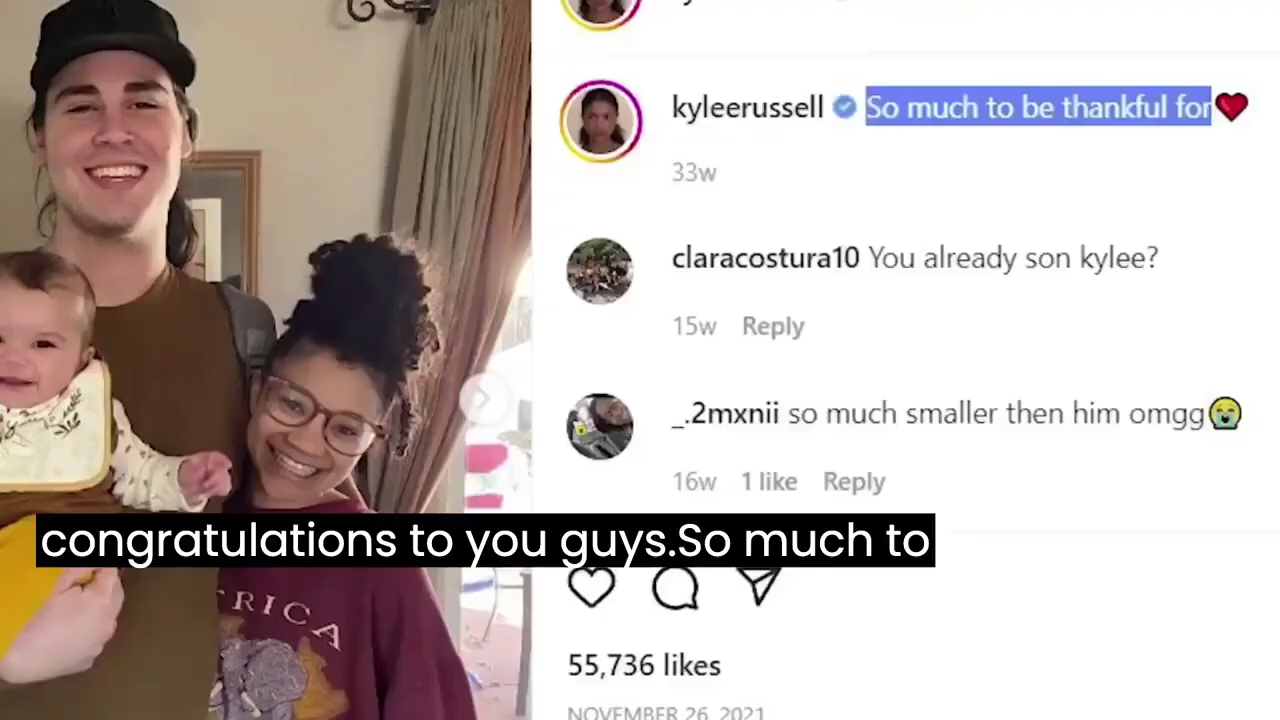 kyleerussell So much to be thankful for❤️
33w
claracostura10 You already son kylee?
15w Reply
_.2mxnii so much smaller then him omgg😭
16w 1 like Reply
congratulations to you guys.So much to
TRICA
55,736 likes
NOVEMBER 26, 2021